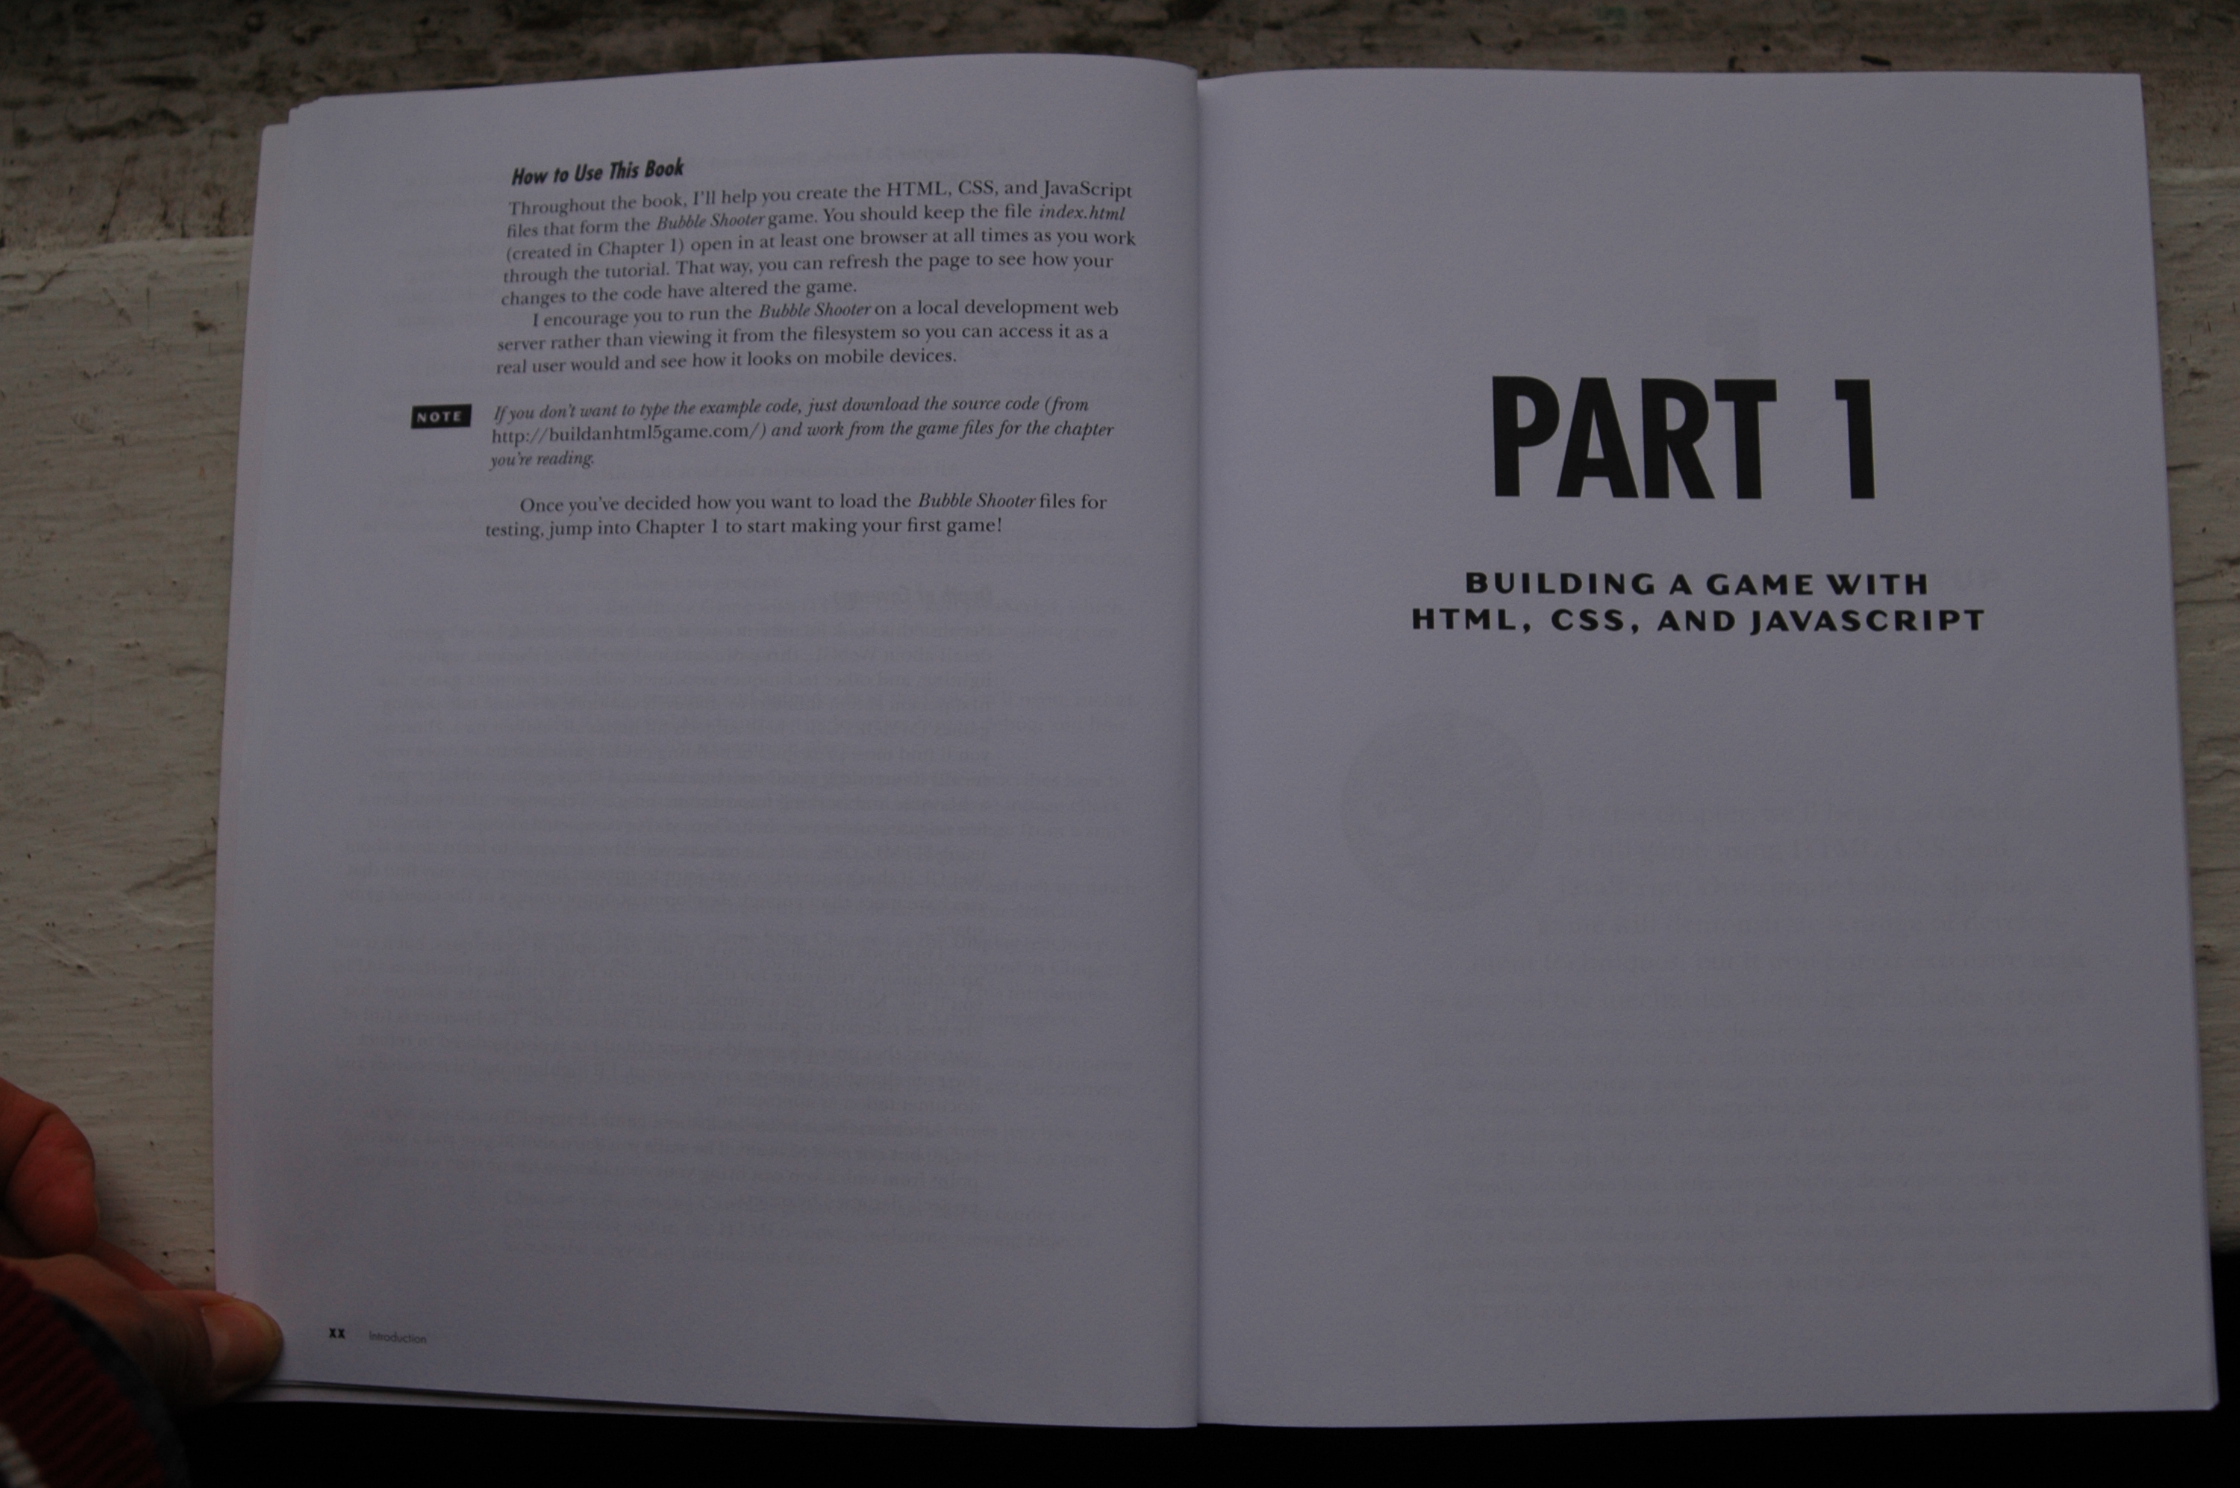 How to Use This Book
Throughout the book, I'll help you create the HTML, CSS, and JavaScript
files that form the Bubble Shooter game. You should keep the file index.html
(created in Chapter 1) open in at least one browser at all times as you work
through the tutorial. That way, you can refresh the page to see how your
changes to the code have altered the game.
I encourage you to run the Bubble Shooter on a local development web
server rather than viewing it from the filesystem so you can access it as a
real user would and see how it looks on mobile devices.
NOTE
If you don't want to type the example code, just download the source code (from
http://buildanhtml5game.com/) and work from the game files for the chapter
you're reading.
Once you've decided how you want to load the Bubble Shooter files for
testing, jump into Chapter 1 to start making your first game!
XX Introduction
PART 1
BUILDING A GAME WITH
HTML, CSS, AND JAVASCRIPT